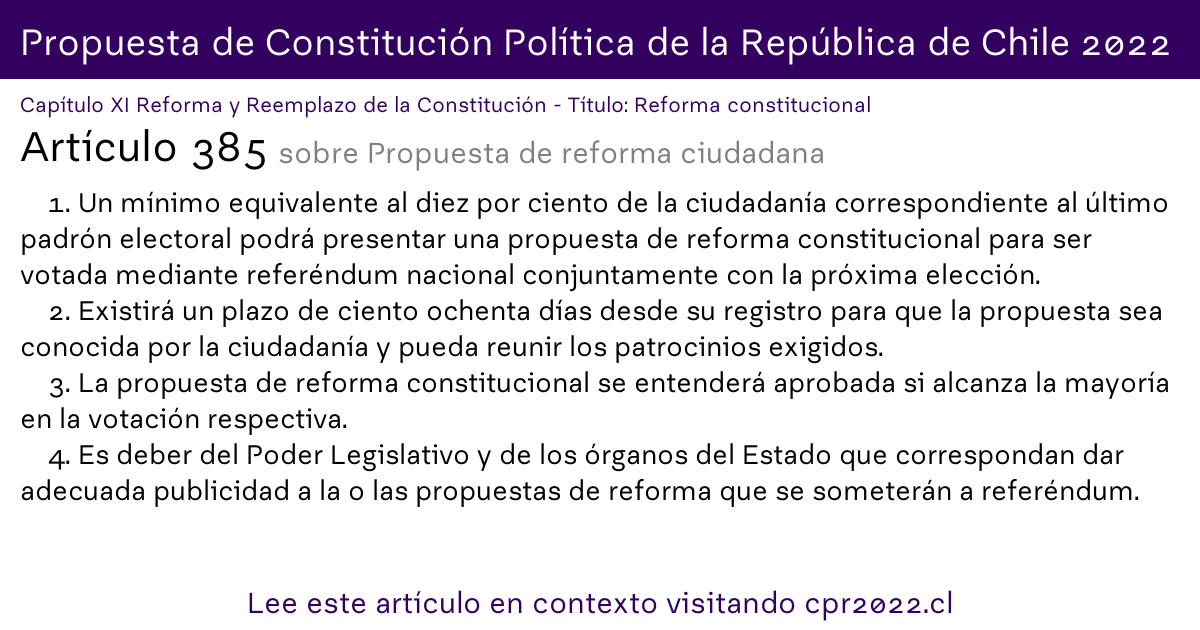 Propuesta de Constitución Política de la República de Chile 2022
Capítulo XI Reforma y Reemplazo de la Constitución - Título: Reforma constitucional
Artículo 385 sobre Propuesta de reforma ciudadana
1. Un mínimo equivalente al diez por ciento de la ciudadanía correspondiente al último
padrón electoral podrá presentar una propuesta de reforma constitucional para ser
votada mediante referéndum nacional conjuntamente con la próxima elección.
2. Existirá un plazo de ciento ochenta días desde su registro para que la propuesta sea
conocida por la ciudadanía y pueda reunir los patrocinios exigidos.
3. La propuesta de reforma constitucional se entenderá aprobada si alcanza la mayoría
en la votación respectiva.
4. Es deber del Poder Legislativo y de los órganos del Estado que correspondan dar
adecuada publicidad a la o las propuestas de reforma que se someterán a referéndum.
Lee este artículo en contexto visitando cpr2022.cl